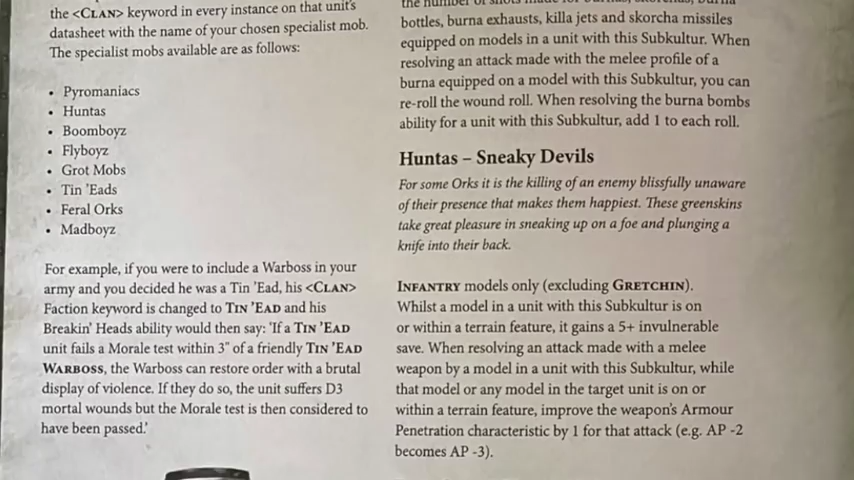 the <CLAN> keyword in every instance on that unit's
datasheet with the name of your chosen specialist mob.
The specialist mobs available are as follows:
• Pyromaniacs
• Huntas
• Boomboyz
• Flyboyz
• Grot Mobs
• Tin 'Eads
• Feral Orks
• Madboyz
For example, if you were to include a Warboss in your
army and you decided he was a Tin 'Ead, his <CLAN>
Faction keyword is changed to TIN 'EAD and his
Breakin' Heads ability would then say: 'If a TIN 'EAD
unit fails a Morale test within 3" of a friendly TIN 'EAD
WARBOSS, the Warboss can restore order with a brutal
display of violence. If they do so, the unit suffers D3
mortal wounds but the Morale test is then considered to
have been passed.'
bottles, burna exhausts, killa jets and skorcha missiles
equipped on models in a unit with this Subkultur. When
resolving an attack made with the melee profile of a
burna equipped on a model with this Subkultur, you can
re-roll the wound roll. When resolving the burna bombs
ability for a unit with this Subkultur, add 1 to each roll.
Huntas – Sneaky Devils
For some Orks it is the killing of an enemy blissfully unaware
of their presence that makes them happiest. These greenskins
take great pleasure in sneaking up on a foe and plunging a
knife into their back.
INFANTRY models only (excluding GRETCHIN).
Whilst a model in a unit with this Subkultur is on
or within a terrain feature, it gains a 5+ invulnerable
save. When resolving an attack made with a melee
weapon by a model in a unit with this Subkultur, while
that model or any model in the target unit is on or
within a terrain feature, improve the weapon's Armour
Penetration characteristic by 1 for that attack (e.g. AP -2
becomes AP -3).